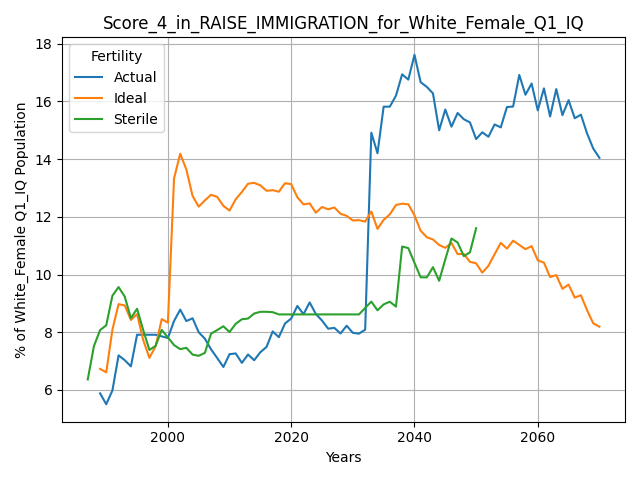 Score_4_in_RAISE_IMMIGRATION_for_White_Female_Q1_IQ
% of White_Female Q1_IQ Population
18
16
14
12
10
8
6
Fertility
Actual
Ideal
Sterile
2000
2020
2040
2060
Years